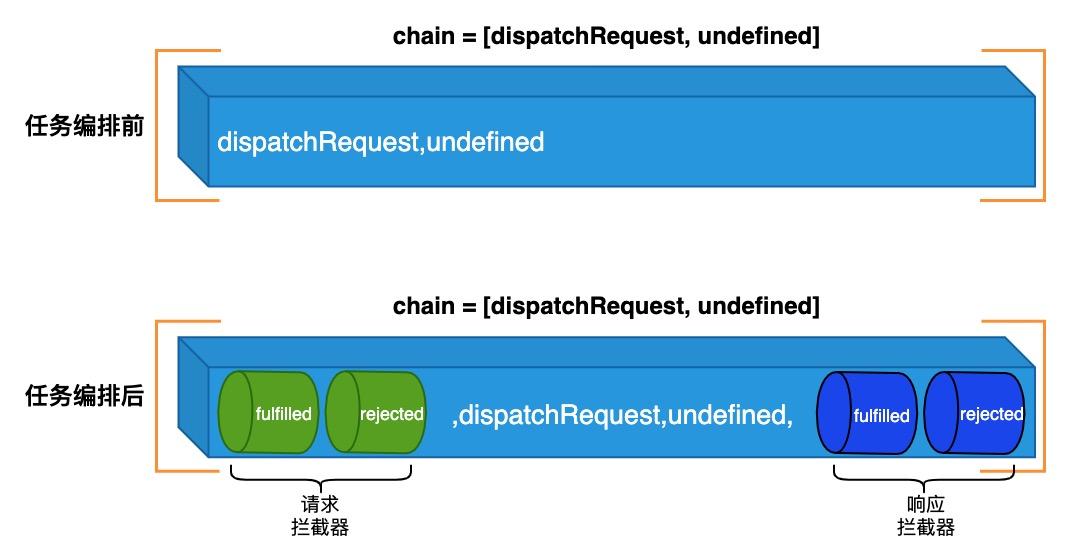 chain = [dispatchRequest, undefined]
任务编排前
dispatchRequest,undefined
chain = [dispatchRequest, undefined]
任务编排后
fulfilled
rejected
,dispatchRequest,undefined,
fulfilled
rejected
请求
拦截器
响应
拦截器